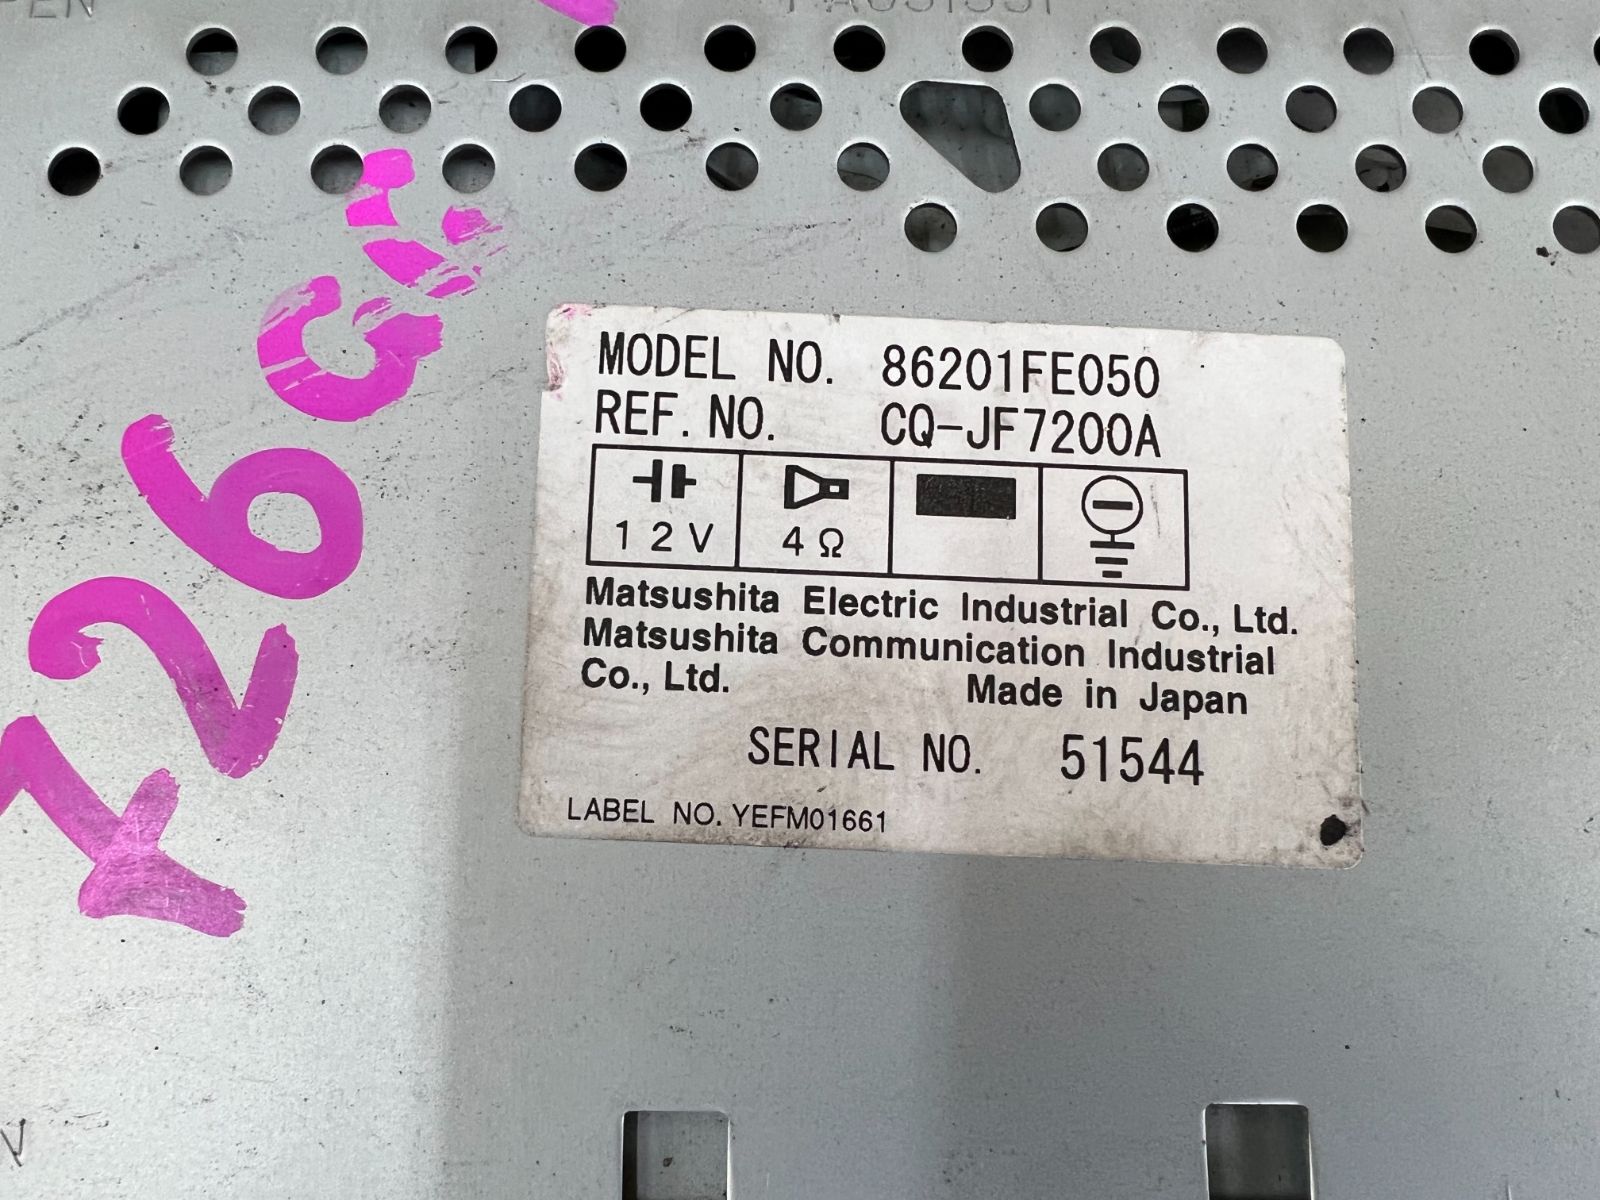 MODEL NO. 86201FE050
REF. NO. CQ-JF7200A
12V
4Ω
Matsushita Electric Industrial Co., Ltd.
Matsushita Communication Industrial
Co., Ltd. Made in Japan
SERIAL NO. 51544
LABEL NO. YEFM01661